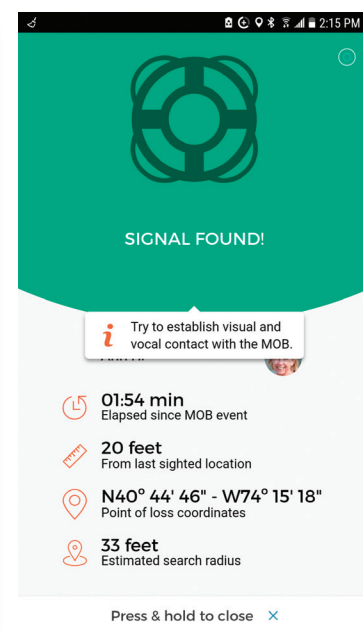 2:15 PM
SIGNAL FOUND!
i Try to establish visual and
vocal contact with the MOB.
01:54 min
Elapsed since MOB event
20 feet
From last sighted location
N40° 44' 46" - W74° 15' 18"
Point of loss coordinates
33 feet
Estimated search radius
Press & hold to close ×